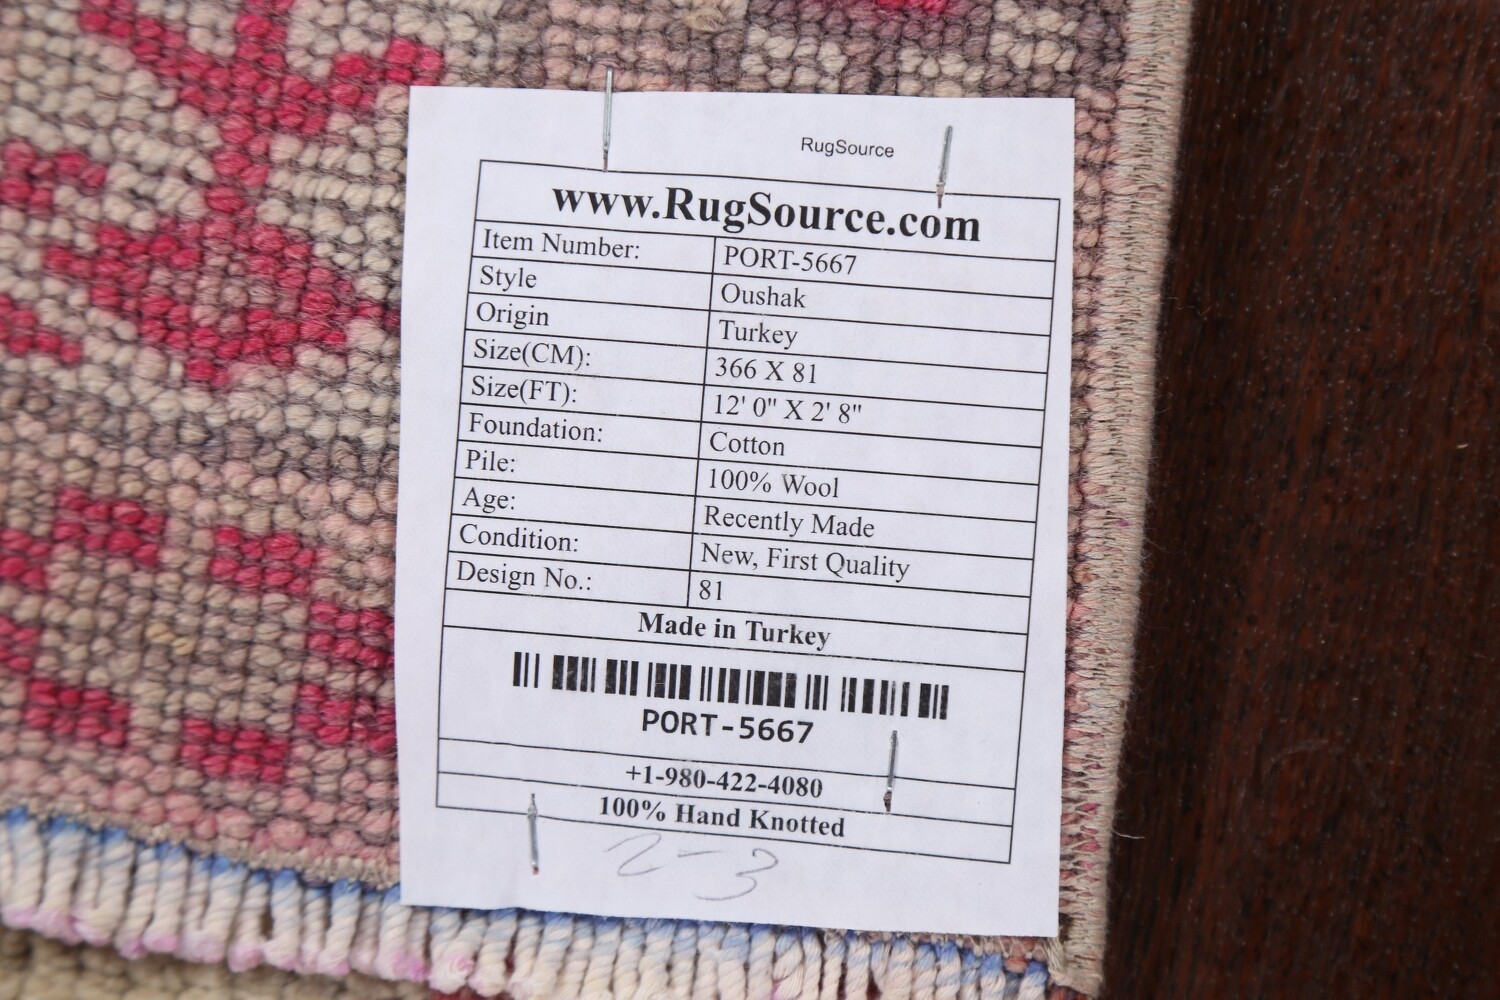 RugSource
www.RugSource.com
Item Number: PORT-5667
Style Oushak
Origin Turkey
Size(CM): 366 X 81
Size(FT): 12' 0" X 2' 8"
Foundation: Cotton
Pile: 100% Wool
Age: Recently Made
Condition: New, First Quality
Design No.: 81
Made in Turkey
PORT-5667
+1-980-422-4080
100% Hand Knotted
2-3